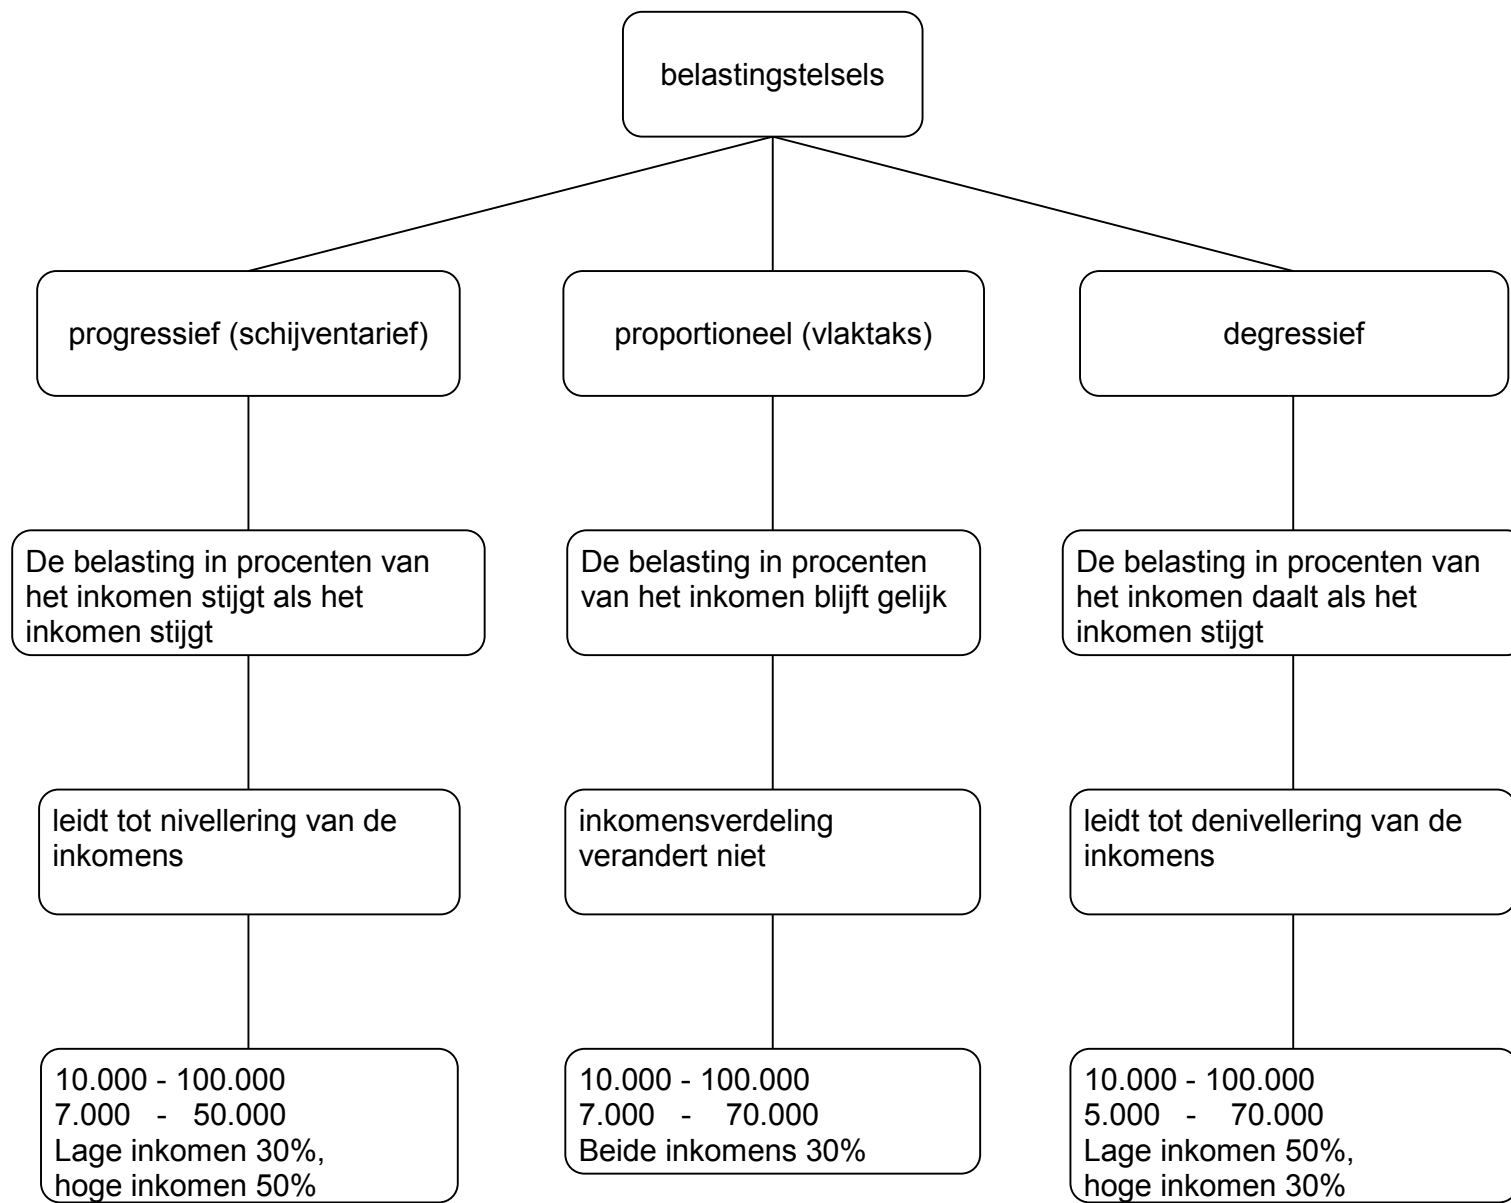 belastingstelsels
progressief (schijventarief)
proportioneel (vlaktaks)
degressief
De belasting in procenten van
het inkomen stijgt als het
inkomen stijgt
De belasting in procenten
van het inkomen blijft gelijk
De belasting in procenten van
het inkomen daalt als het
inkomen stijgt
leidt tot nivellering van de
inkomens
inkomensverdeling
verandert niet
leidt tot denivellering van de
inkomens
10.000 - 100.000
7.000 - 50.000
Lage inkomen 30%,
hoge inkomen 50%
10.000 - 100.000
7.000 - 70.000
Beide inkomens 30%
10.000 - 100.000
5.000 - 70.000
Lage inkomen 50%,
hoge inkomen 30%